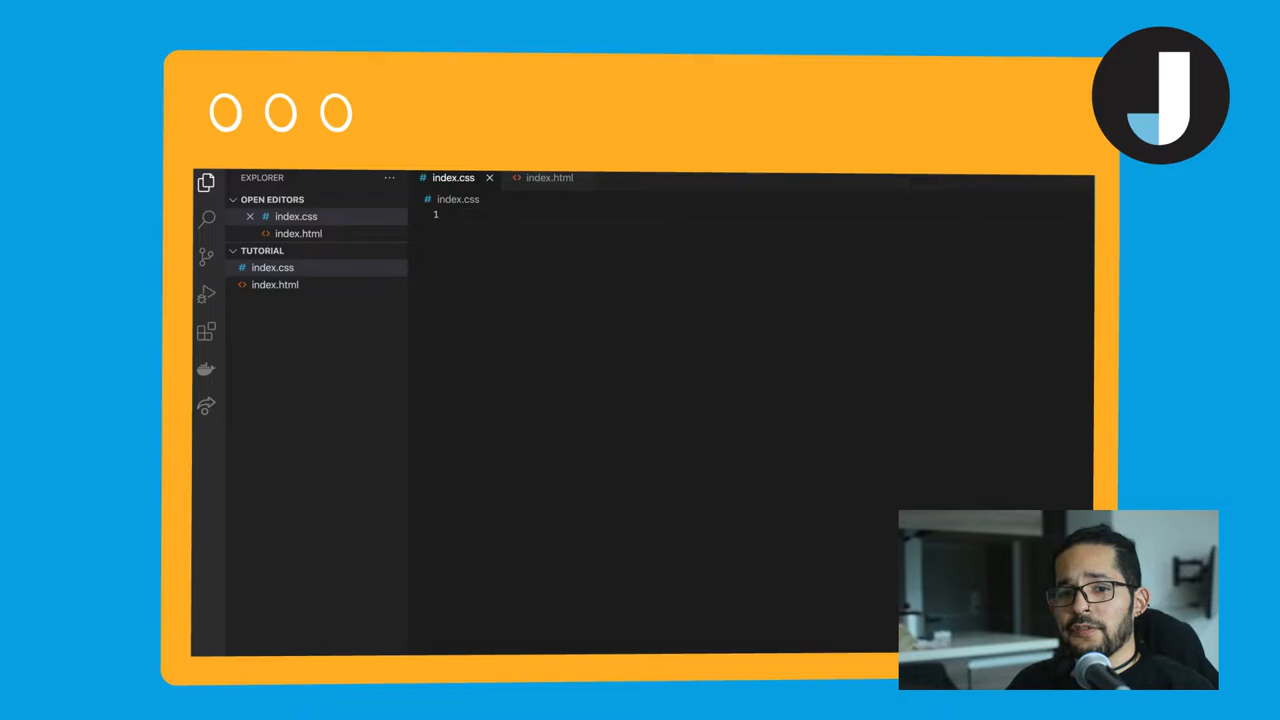 EXPLORER
OPEN EDITORS
index.css
index.html
TUTORIAL
index.css
index.html
index.css
index.html
index.css
1
J